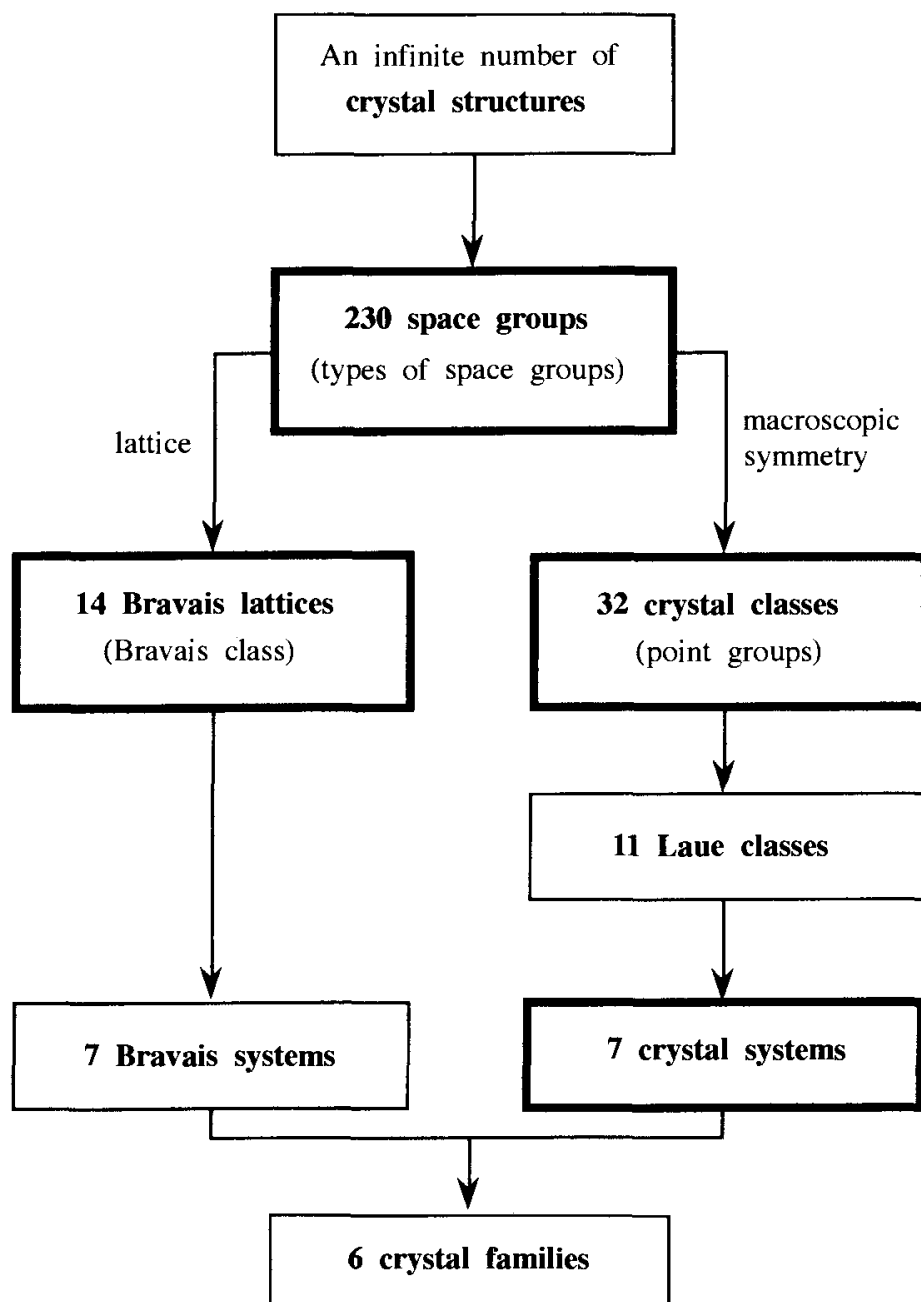 An infinite number of
crystal structures
230 space groups
(types of space groups)
lattice
macroscopic
symmetry
14 Bravais lattices
(Bravais class)
32 crystal classes
(point groups)
11 Laue classes
7 Bravais systems
7 crystal systems
6 crystal families